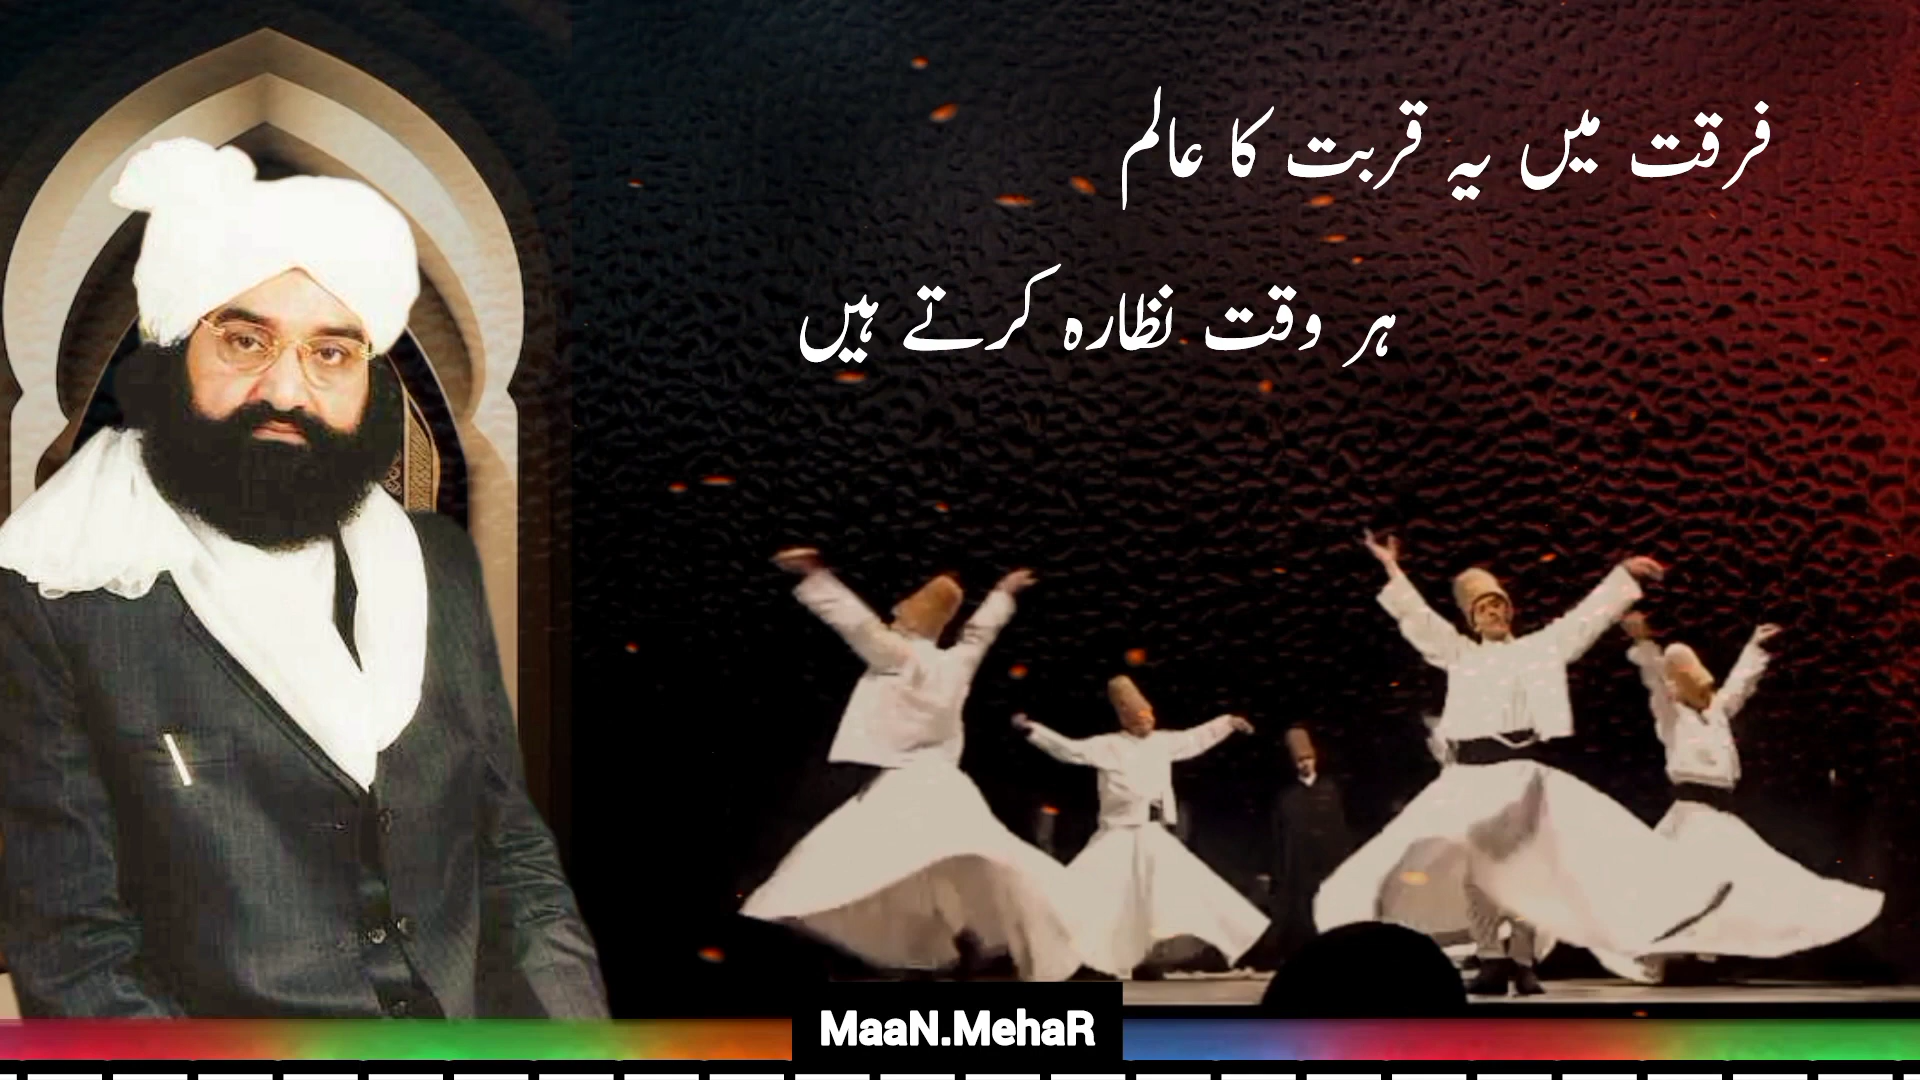 فرقت میں یہ قربت کا عالم
ہر وقت نظارہ کرتے ہیں
MaaN.MehaR